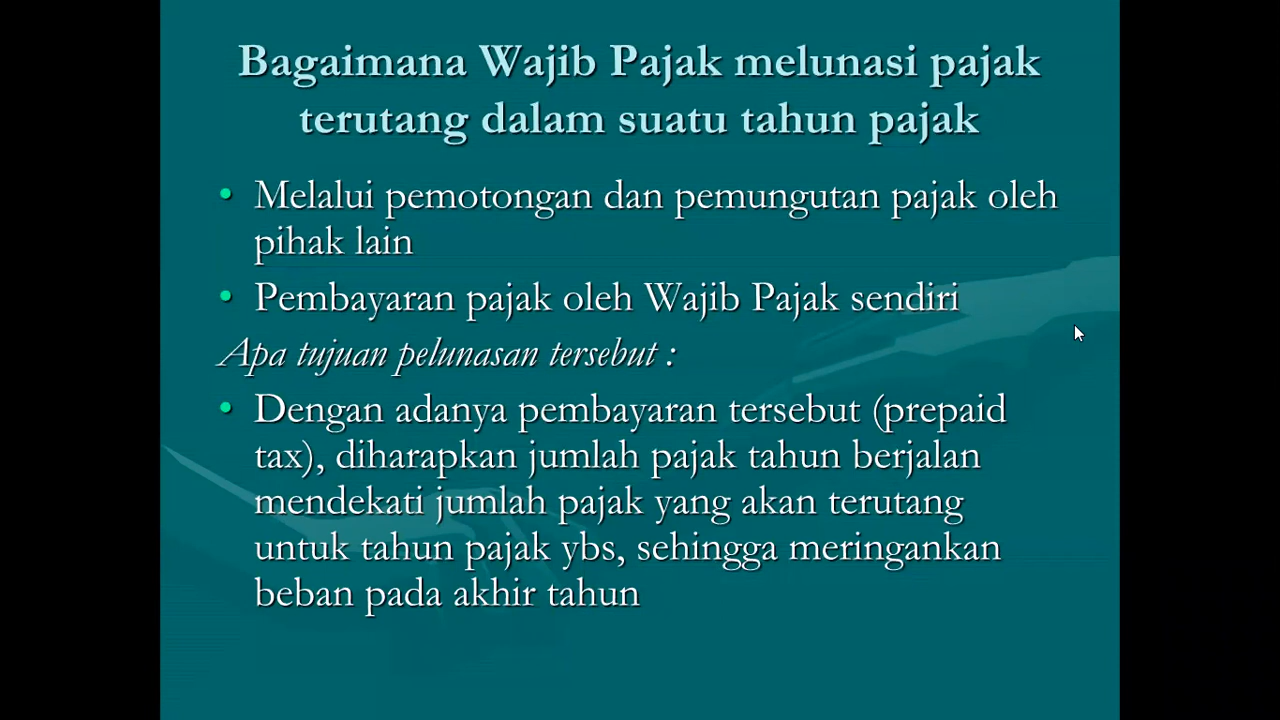 Bagaimana Wajib Pajak melunasi pajak
terutang dalam suatu tahun pajak
• Melalui pemotongan dan pemungutan pajak oleh
pihak lain
• Pembayaran pajak oleh Wajib Pajak sendiri
Apa tujuan pelunasan tersebut :
• Dengan adanya pembayaran tersebut (prepaid
tax), diharapkan jumlah pajak tahun berjalan
mendekati jumlah pajak yang akan terutang
untuk tahun pajak ybs, sehingga meringankan
beban pada akhir tahun